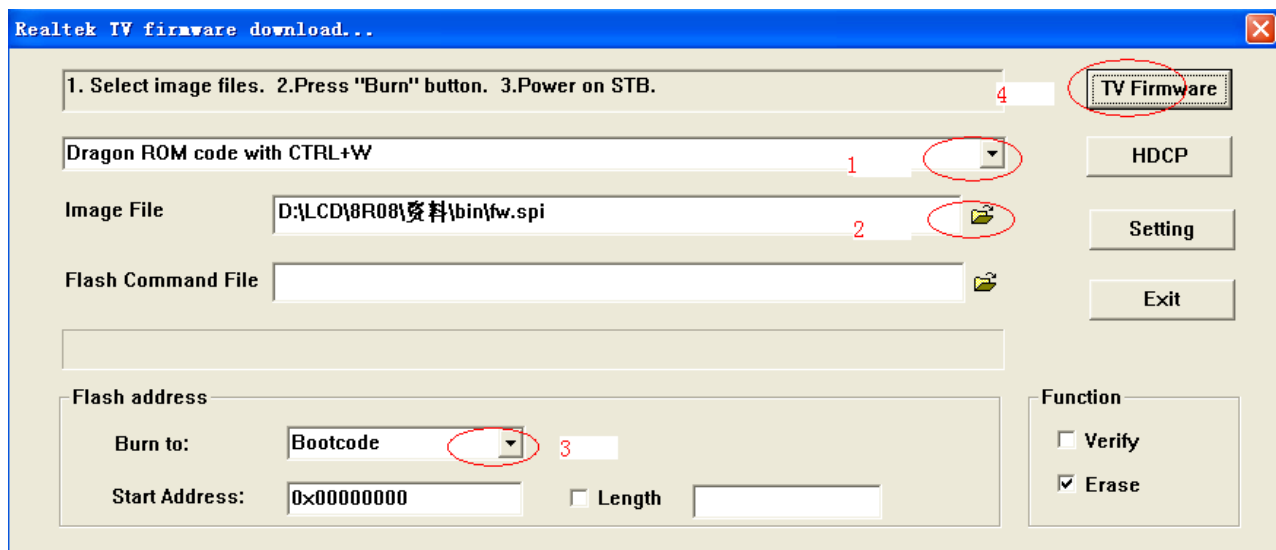 Realtek TV firmware download...
1. Select image files.  2.Press "Burn" button.  3.Power on STB.
4
TV Firmware
Dragon ROM code with CTRL+W
1
HDCP
Image File
D:\LCD\8R08\资料\bin\fw.spi
2
Setting
Flash Command File
Exit
Flash address
Function
Burn to:
Bootcode
3
Verify
Start Address:
0x00000000
Length
Erase